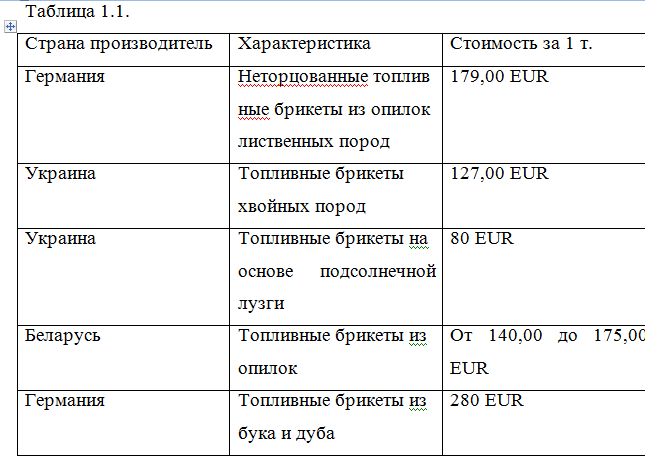 Таблица 1.1.
Страна производитель Характеристика Стоимость за 1 т.
Германия Неторцованные топлив 179,00 EUR
ные брикеты из опилок
лиственных пород
Украина Топливные брикеты 127,00 EUR
хвойных пород
Украина Топливные брикеты на 80 EUR
основе подсолнечной
лузги
Беларусь Топливные брикеты из От 140,00 до 175,00
опилок EUR
Германия Топливные брикеты из 280 EUR
бука и дуба